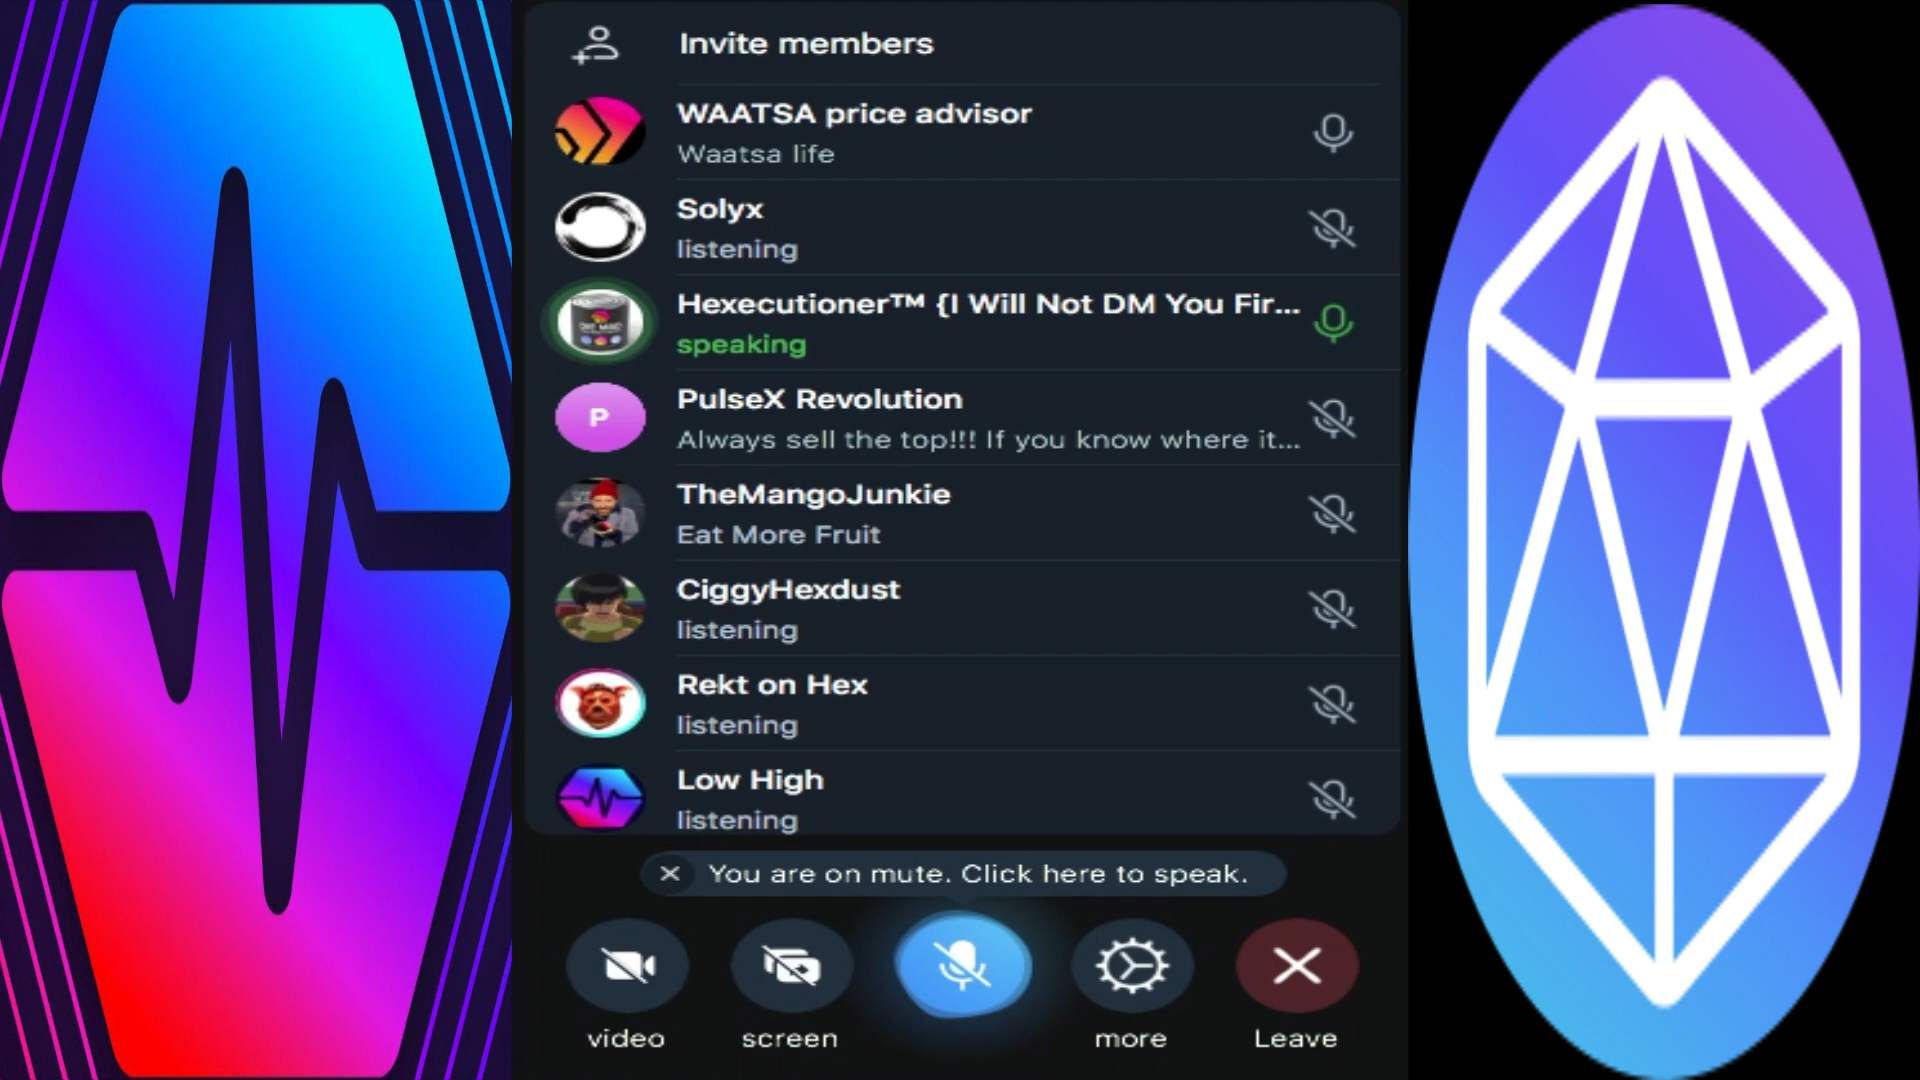 Invite members
WAATSA price advisor
Waatsa life
Solyx
listening
Hexecutioner™ {I Will Not DM You Fir...
speaking
P
PulseX Revolution
Always sell the top!!! If you know where it...
TheMangoJunkie
Eat More Fruit
CiggyHexdust
listening
Rekt on Hex
listening
Low High
listening
You are on mute. Click here to speak.
video
screen
more
Leave